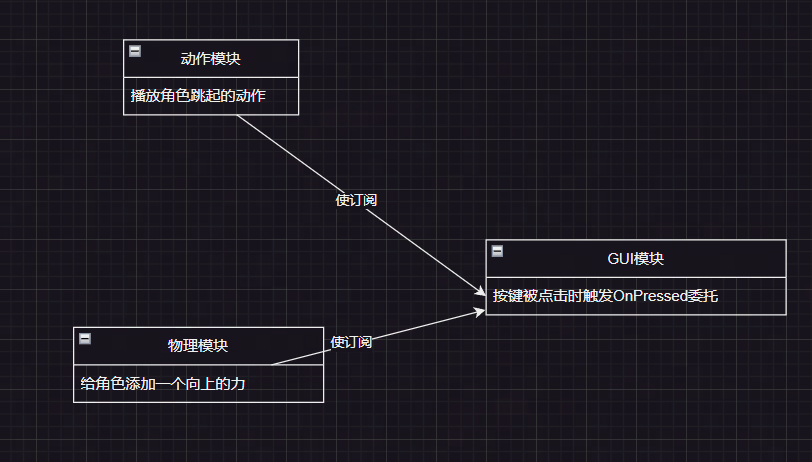 动作模块
播放角色跳起的动作
使订阅
GUI模块
按键被点击时触发OnPressed委托
物理模块
使订阅
给角色添加一个向上的力